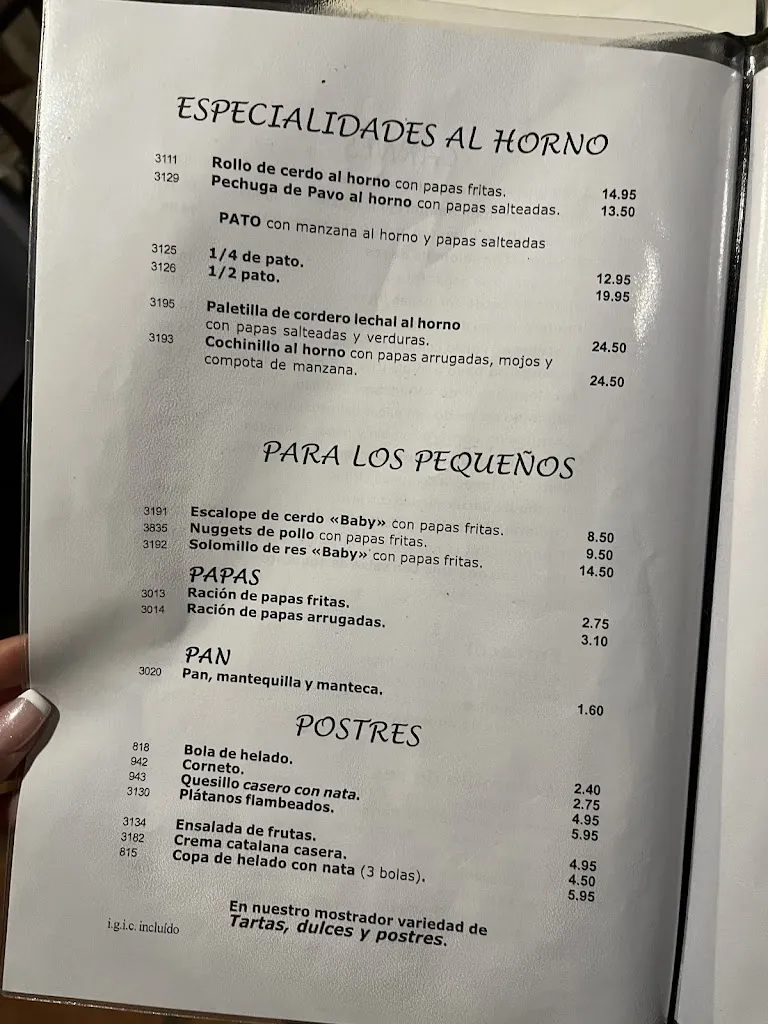 ESPECIALIDADES AL HORNO
3111 Rollo de cerdo al horno con papas fritas. 14.95
3129 Pechuga de Pavo al horno con papas salteadas. 13.50
PATO con manzana al horno y papas salteadas
3125 1/4 de pato. 12.95
3126 1/2 pato. 19.95
3195 Paletilla de cordero lechal al horno
con papas salteadas y verduras. 24.50
3193 Cochinillo al horno con papas arrugadas, mojos y
compota de manzana. 24.50
PARA LOS PEQUEÑOS
3191 Escalope de cerdo «Baby» con papas fritas. 8.50
3835 Nuggets de pollo con papas fritas. 9.50
3192 Solomillo de res «Baby» con papas fritas. 14.50
PAPAS
3013 Ración de papas fritas. 2.75
3014 Ración de papas arrugadas. 3.10
PAN
3020 Pan, mantequilla y manteca. 1.60
POSTRES
818 Bola de helado. 2.40
942 Corneto. 2.75
943 Quesillo casero con nata. 4.95
3130 Plátanos flambeados. 5.95
3134 Ensalada de frutas. 4.95
3182 Crema catalana casera. 4.50
815 Copa de helado con nata (3 bolas). 5.95
En nuestro mostrador variedad de
Tartas, dulces y postres.
i.g.i.c. incluído